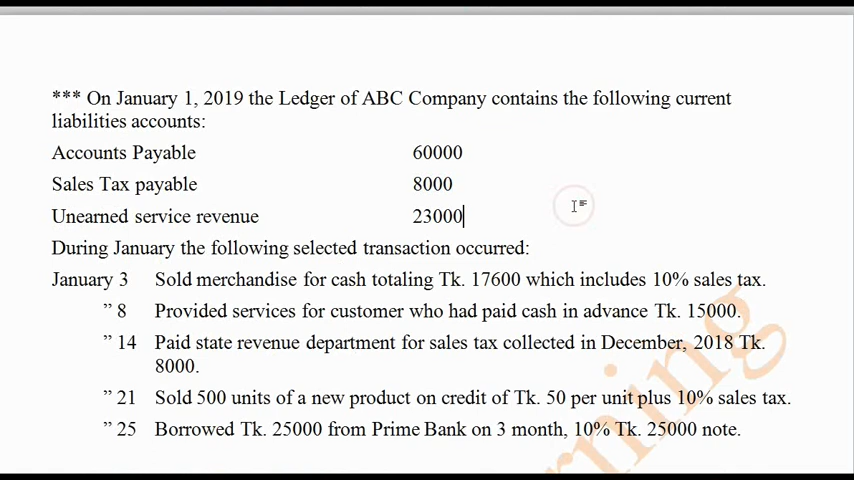 *** On January 1, 2019 the Ledger of ABC Company contains the following current
liabilities accounts:
Accounts Payable 60000
Sales Tax payable 8000
Unearned service revenue 23000
During January the following selected transaction occurred:
January 3 Sold merchandise for cash totaling Tk. 17600 which includes 10% sales tax.
” 8 Provided services for customer who had paid cash in advance Tk. 15000.
” 14 Paid state revenue department for sales tax collected in December, 2018 Tk.
8000.
” 21 Sold 500 units of a new product on credit of Tk. 50 per unit plus 10% sales tax.
” 25 Borrowed Tk. 25000 from Prime Bank on 3 month, 10% Tk. 25000 note.